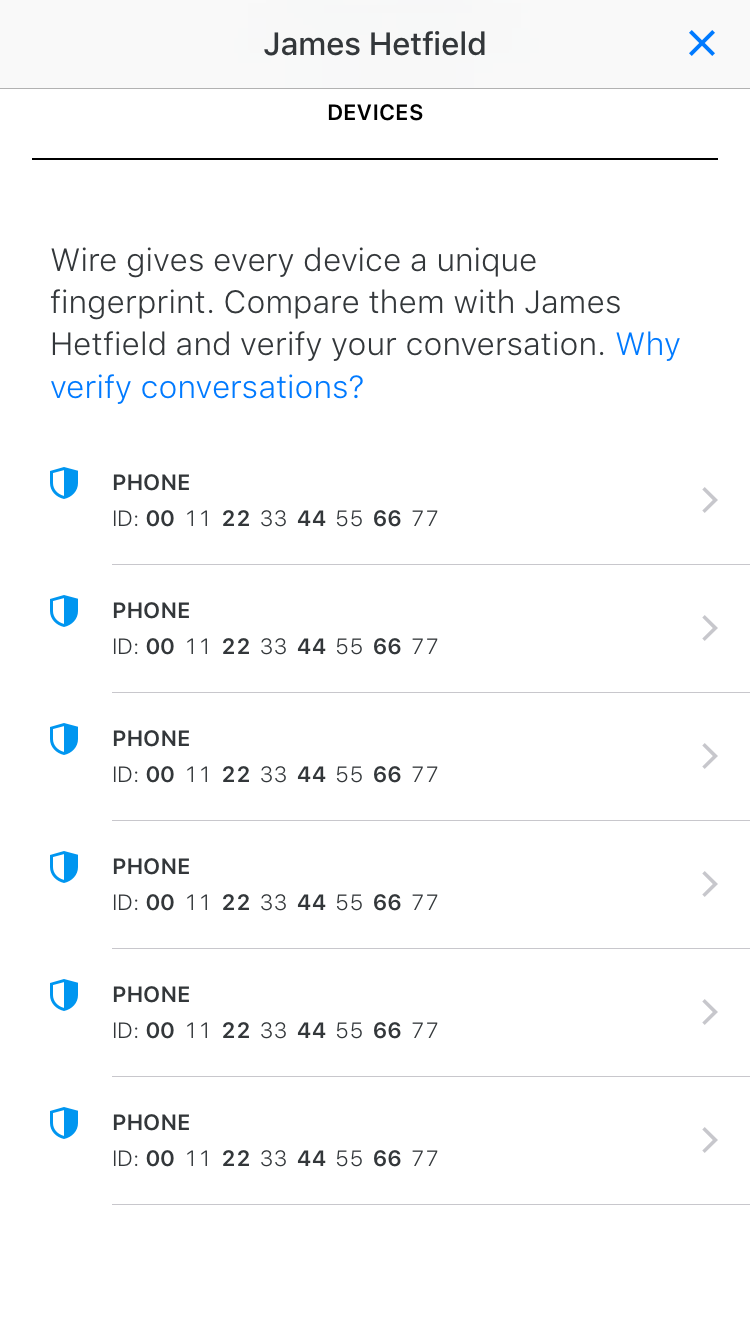 James Hetfield
DEVICES
Wire gives every device a unique
fingerprint. Compare them with James
Hetfield and verify your conversation. Why
verify conversations?
PHONE
ID: 00 11 22 33 44 55 66 77
PHONE
ID: 00 11 22 33 44 55 66 77
PHONE
ID: 00 11 22 33 44 55 66 77
PHONE
ID: 00 11 22 33 44 55 66 77
PHONE
ID: 00 11 22 33 44 55 66 77
PHONE
ID: 00 11 22 33 44 55 66 77